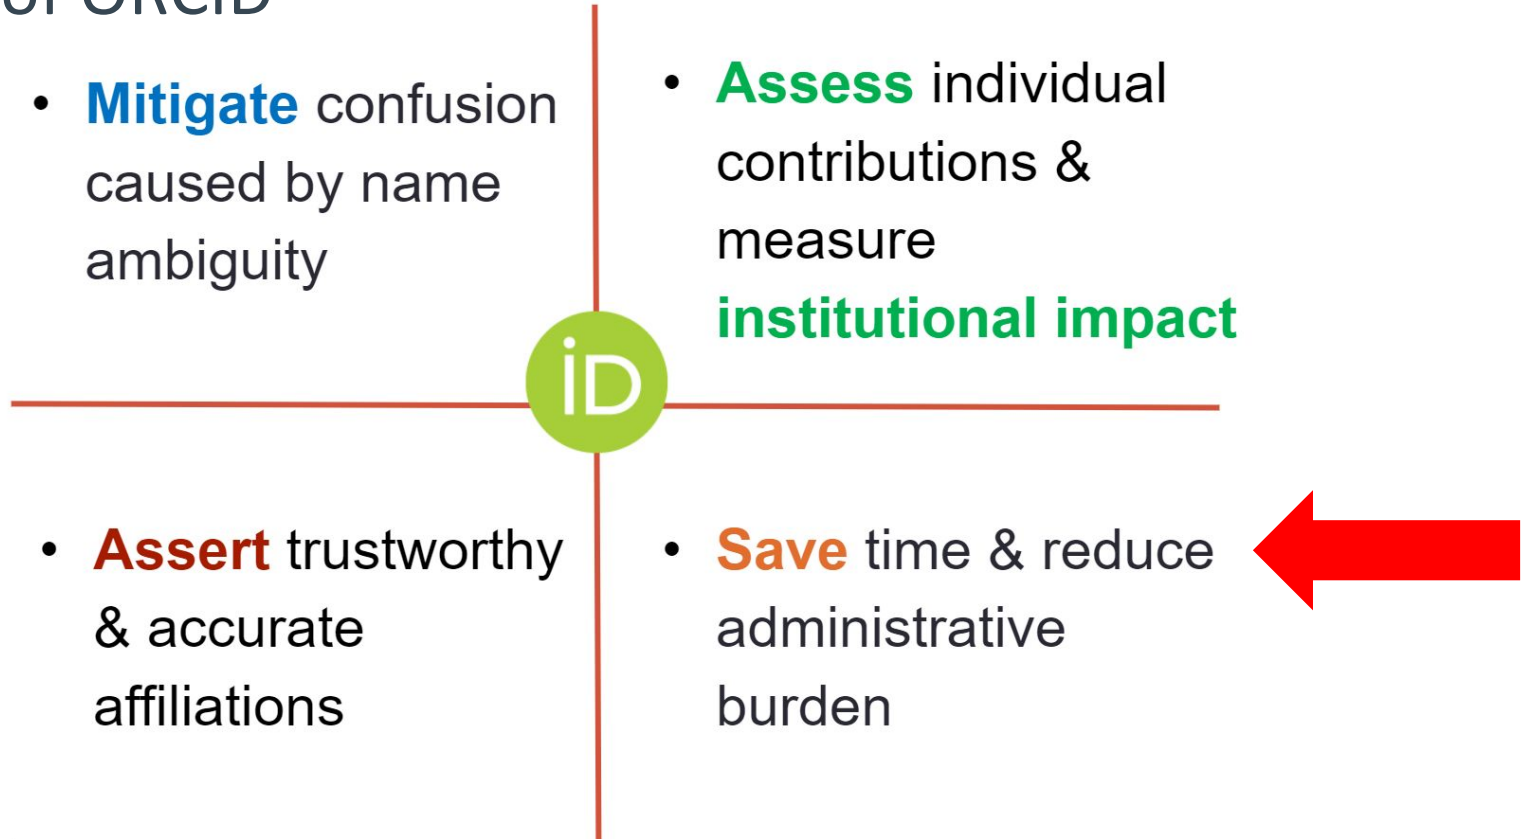 ORCID
• Mitigate confusion
caused by name
ambiguity
• Assess individual
contributions &
measure
institutional impact
iD
• Assert trustworthy
& accurate
affiliations
• Save time & reduce
administrative
burden